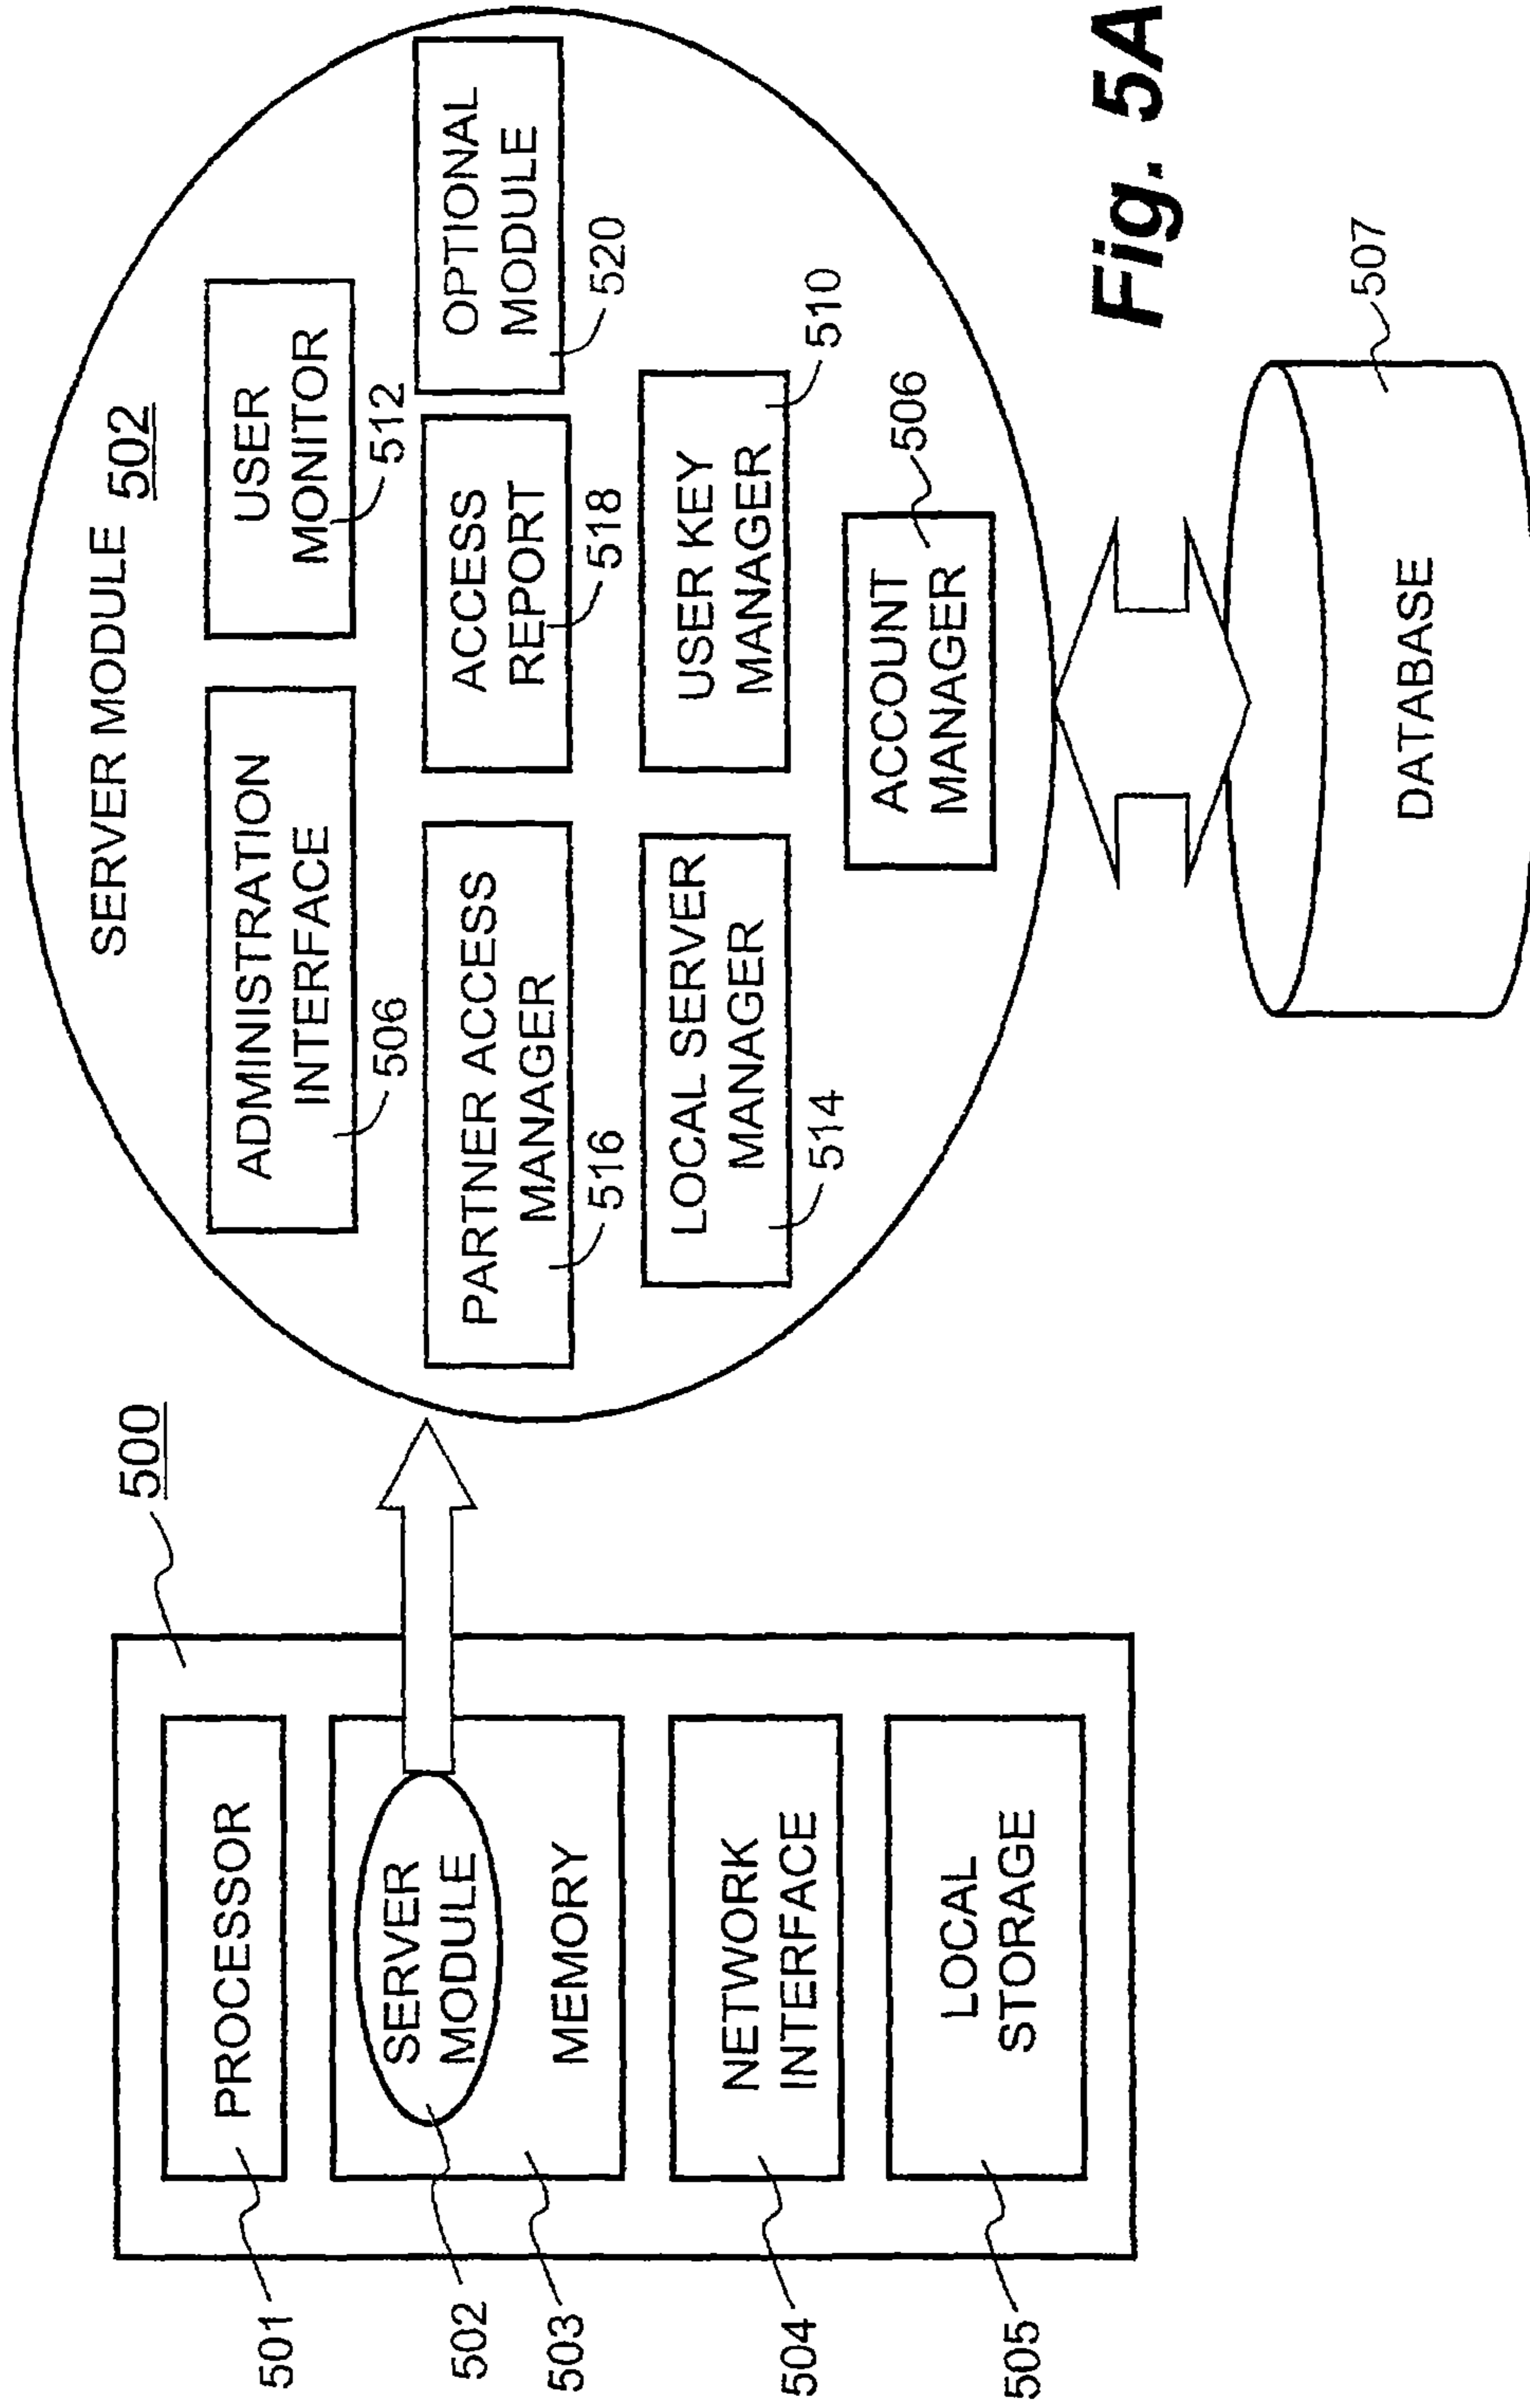 500
501
PROCESSOR
502
SERVER
MODULE
503
MEMORY
504
NETWORK
INTERFACE
505
LOCAL
STORAGE
SERVER MODULE 502
ADMINISTRATION
INTERFACE
506
USER
MONITOR
512
PARTNER ACCESS
MANAGER
516
ACCESS
REPORT
518
OPTIONAL
MODULE
520
LOCAL SERVER
MANAGER
514
USER KEY
MANAGER
510
ACCOUNT
MANAGER
506
DATABASE
507
Fig. 5A